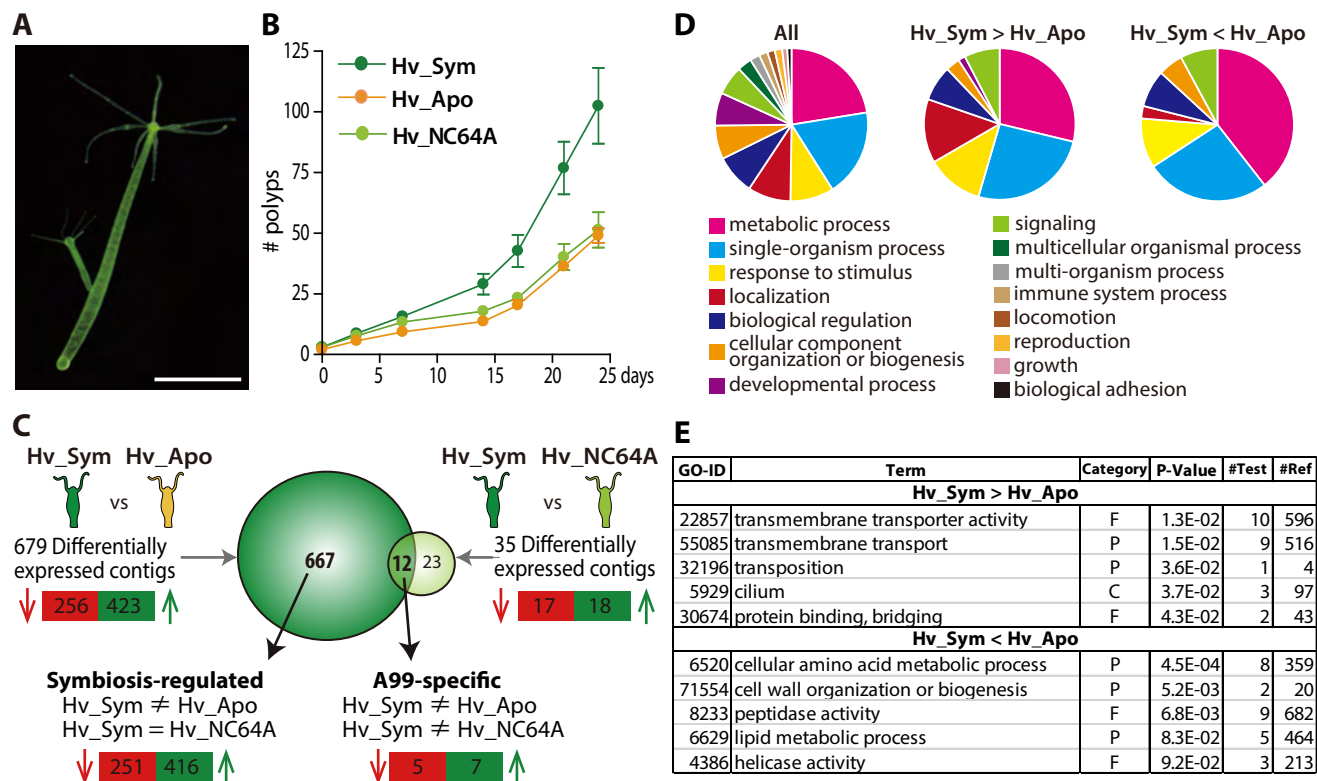 A
B
125
100
75
50
25
0
# polyps
Hv_Sym
Hv_Apo
Hv_NC64A
0 5 10 15 20 25 days
C
Hv_Sym Hv_Apo
vs
679 Differentially
expressed contigs
256 423
667
12
23
Hv_Sym Hv_NC64A
vs
35 Differentially
expressed contigs
17 18
Symbiosis-regulated
Hv_Sym ≠ Hv_Apo
Hv_Sym = Hv_NC64A
251 416
A99-specific
Hv_Sym ≠ Hv_Apo
Hv_Sym ≠ Hv_NC64A
5 7
D
All
Hv_Sym > Hv_Apo
Hv_Sym < Hv_Apo
metabolic process
single-organism process
response to stimulus
localization
biological regulation
cellular component
organization or biogenesis
developmental process
signaling
multicellular organismal process
multi-organism process
immune system process
locomotion
reproduction
growth
biological adhesion
E
GO-ID Term Category P-Value #Test #Ref
Hv_Sym > Hv_Apo
22857 transmembrane transporter activity F 1.3E-02 10 596
55085 transmembrane transport P 1.5E-02 9 516
32196 transposition P 3.6E-02 1 4
5929 cilium C 3.7E-02 3 97
30674 protein binding, bridging F 4.3E-02 2 43
Hv_Sym < Hv_Apo
6520 cellular amino acid metabolic process P 4.5E-04 8 359
71554 cell wall organization or biogenesis P 5.2E-03 2 20
8233 peptidase activity F 6.8E-03 9 682
6629 lipid metabolic process P 8.3E-02 5 464
4386 helicase activity F 9.2E-02 3 213